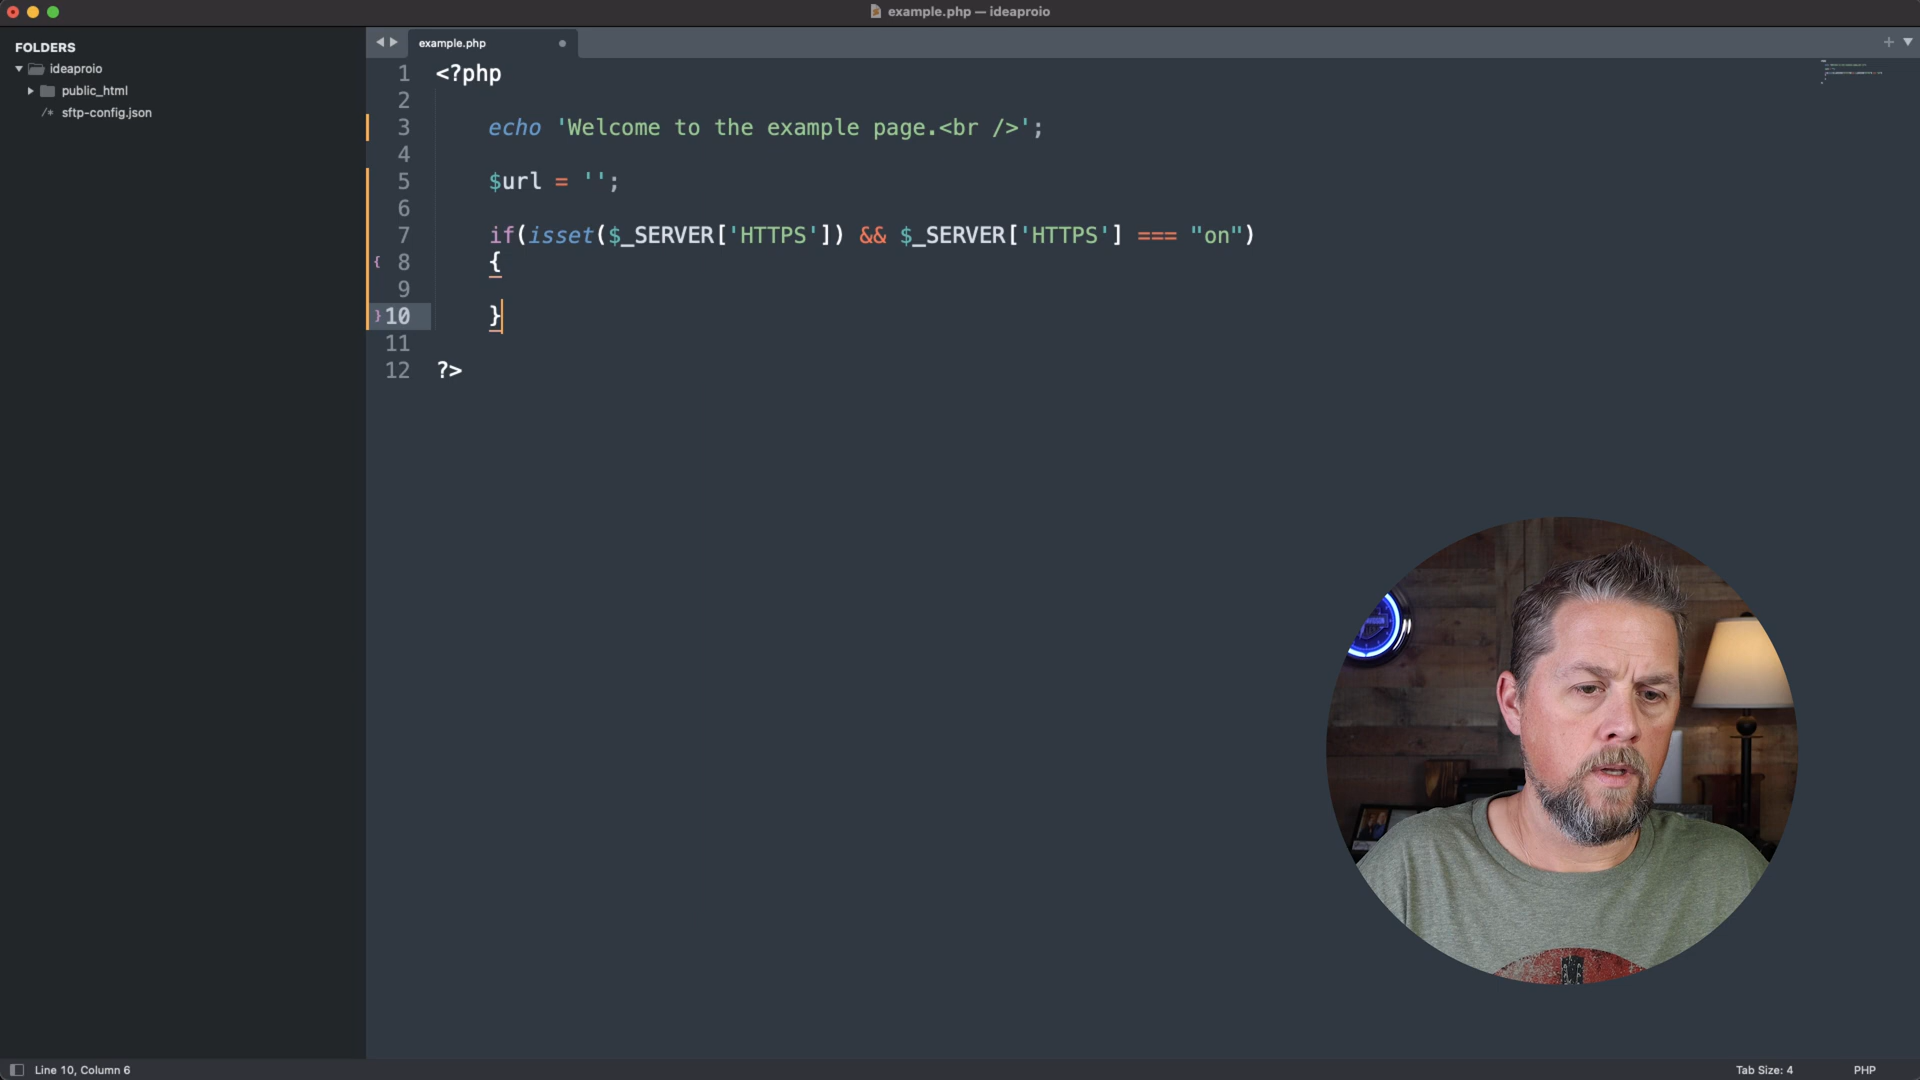 example.php — ideaproio
FOLDERS
ideaproio
public_html
/* sftp-config.json
example.php
1 <?php
2
3 echo 'Welcome to the example page.<br />';
4
5 $url = '';
6
7 if(isset($_SERVER['HTTPS']) && $_SERVER['HTTPS'] === "on")
{ 8 {
9
} 10 }
11
12 ?>
Line 10, Column 6
Tab Size: 4
PHP